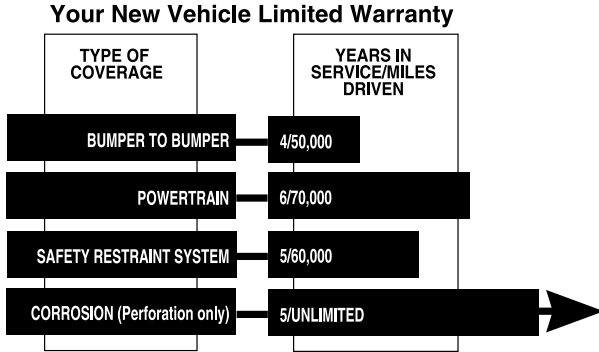 Your New Vehicle Limited Warranty
TYPE OF
COVERAGE
YEARS IN
SERVICE/MILES
DRIVEN
BUMPER TO BUMPER 4/50,000
POWERTRAIN 6/70,000
SAFETY RESTRAINT SYSTEM 5/60,000
CORROSION (Perforation only) 5/UNLIMITED